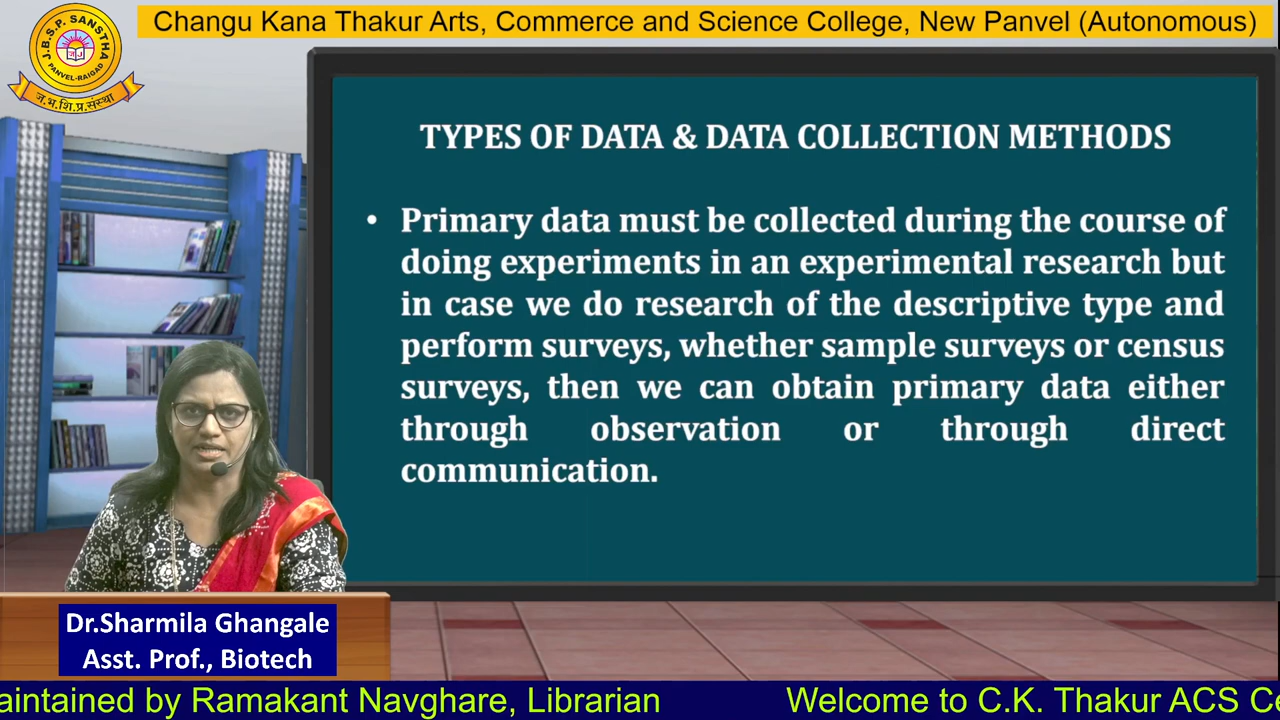 Changu Kana Thakur Arts, Commerce and Science College, New Panvel (Autonomous)
J.B.S.P. SANSTHA
PANVEL-RAIGAD
ज.भ.शि.प्र.संस्था
TYPES OF DATA & DATA COLLECTION METHODS
• Primary data must be collected during the course of
doing experiments in an experimental research but
in case we do research of the descriptive type and
perform surveys, whether sample surveys or census
surveys, then we can obtain primary data either
through observation or through direct
communication.
Dr.Sharmila Ghangale
Asst. Prof., Biotech
aintained by Ramakant Navghare, Librarian
Welcome to C.K. Thakur ACS C